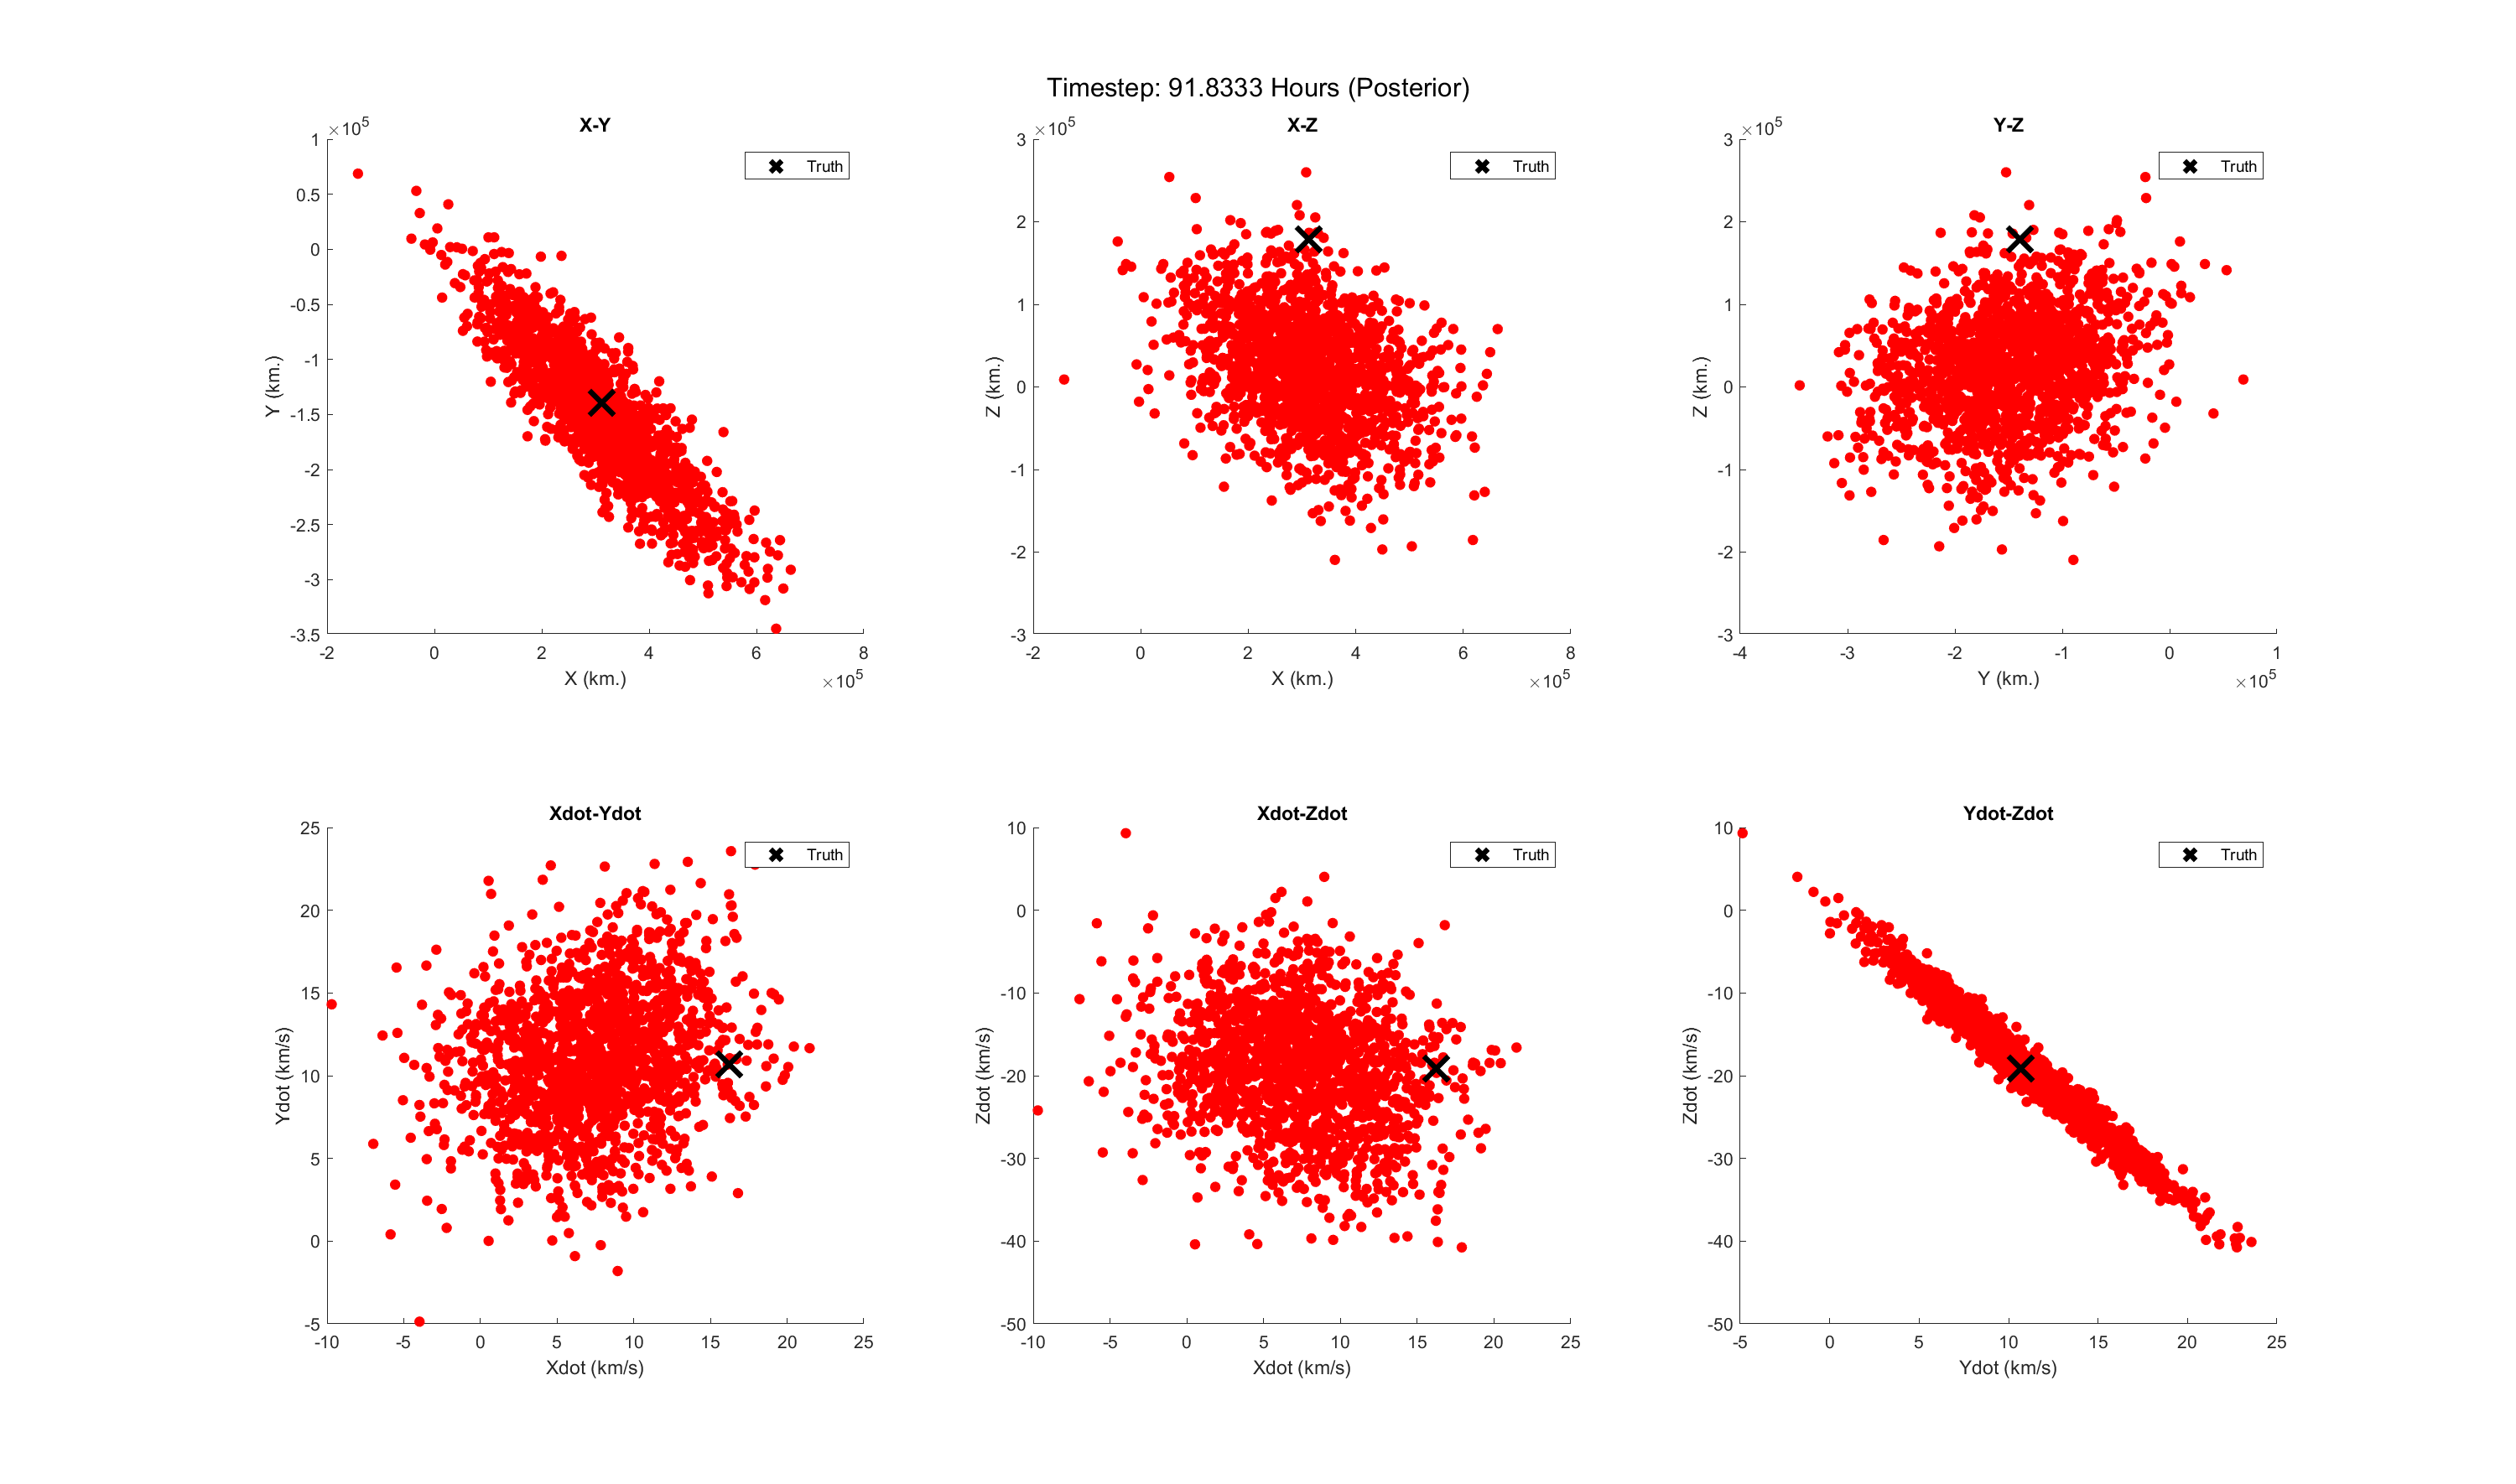 Timestep: 91.8333 Hours (Posterior)
X-Y
×10^5
1
0.5
0
-0.5
-1
-1.5
-2
-2.5
-3
-3.5
Y (km.)
-2 0 2 4 6 8
X (km.)
×10^5
Truth
X-Z
×10^5
3
2
1
0
-1
-2
-3
Z (km.)
-2 0 2 4 6 8
X (km.)
×10^5
Truth
Y-Z
×10^5
3
2
1
0
-1
-2
-3
Z (km.)
-4 -3 -2 -1 0 1
Y (km.)
×10^5
Truth
Xdot-Ydot
25
20
15
10
5
0
-5
Ydot (km/s)
-10 -5 0 5 10 15 20 25
Xdot (km/s)
Truth
Xdot-Zdot
10
0
-10
-20
-30
-40
-50
Zdot (km/s)
-10 -5 0 5 10 15 20 25
Xdot (km/s)
Truth
Ydot-Zdot
10
0
-10
-20
-30
-40
-50
Zdot (km/s)
-5 0 5 10 15 20 25
Ydot (km/s)
Truth